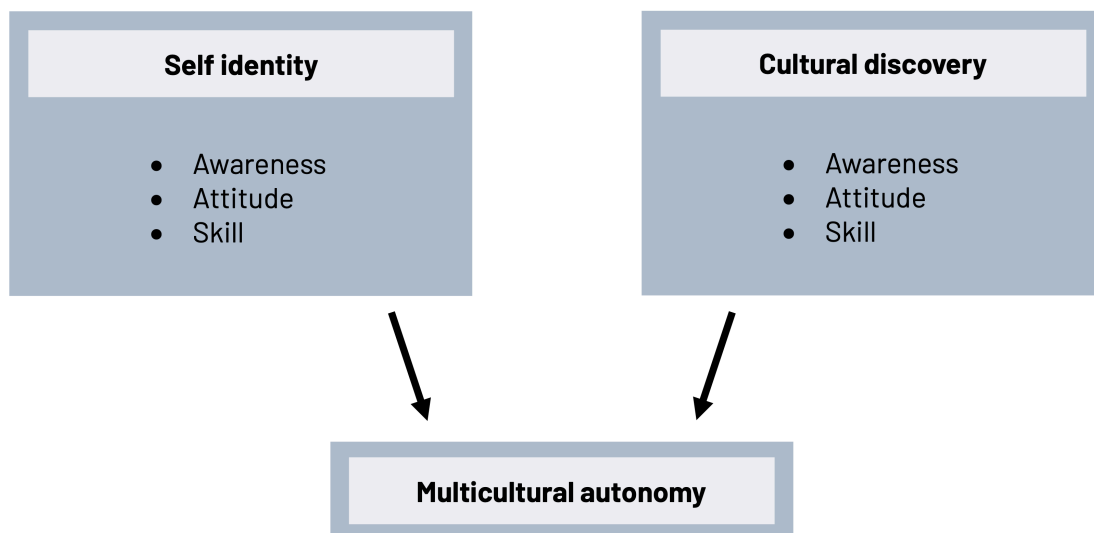 Self identity
• Awareness
• Attitude
• Skill
Cultural discovery
• Awareness
• Attitude
• Skill
Multicultural autonomy